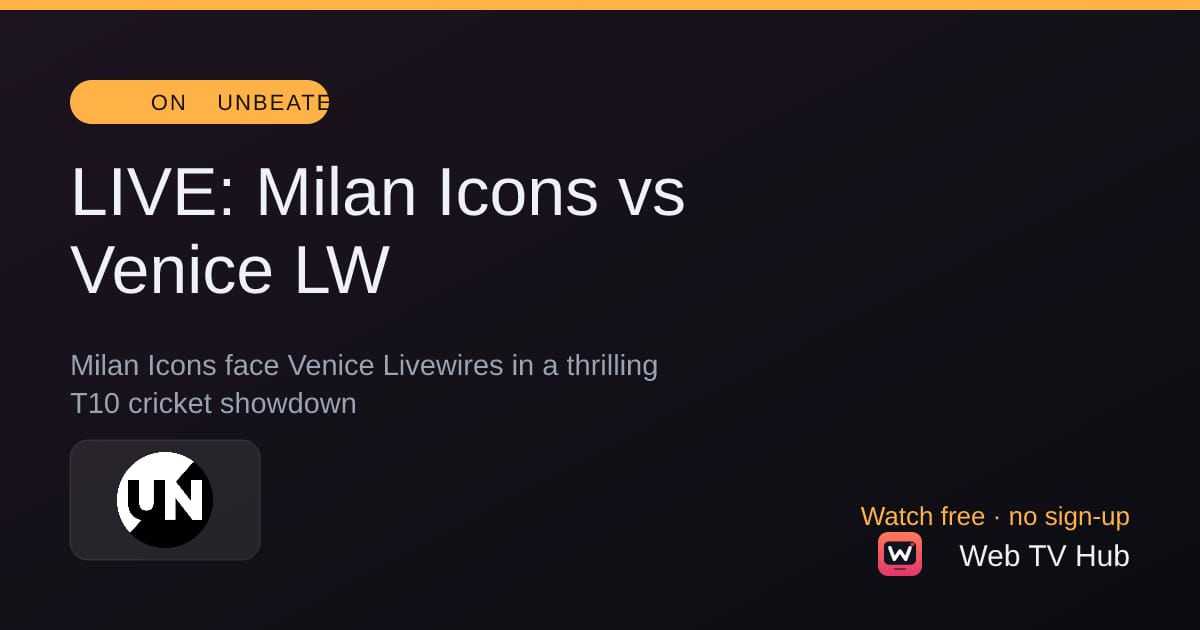 ON UNBEATEN
LIVE: Milan Icons vs
Venice LW
Milan Icons face Venice Livewires in a thrilling
T10 cricket showdown
UN
Watch free · no sign-up
W
Web TV Hub